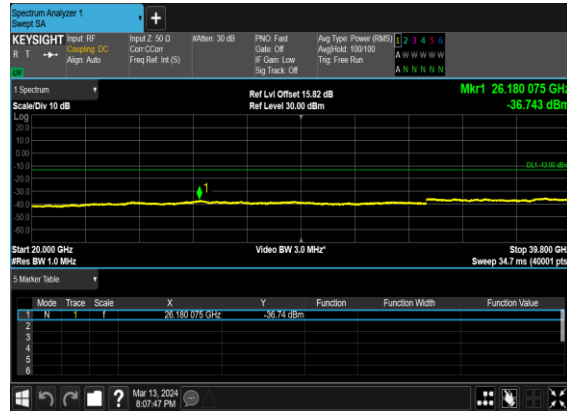 Spectrum Analyzer 1
Swept SA
+
KEYSIGHT Input: RF Input Z: 50 Ω #Atten: 30 dB PNO: Fast Avg Type: Power (RMS) 1 2 3 4 5 6
R T Coupling: DC Corr CCorr Gate: Off Avg|Hold: 100/100 A W W W W W
Align: Auto Freq Ref: Int (S) IF Gain: Low Trig: Free Run
Sig Track: Off A N N N N N
1 Spectrum
Ref Lvl Offset 15.82 dB Mkr1 26.180 075 GHz
Scale/Div 10 dB Ref Level 30.00 dBm -36.743 dBm
Log
20.0
10.0
0.00
-10.0
DL1 -13.00 dBm
-20.0
-30.0
1
-40.0
-50.0
-60.0
Start 20.000 GHz Video BW 3.0 MHz* Stop 39.800 GHz
#Res BW 1.0 MHz Sweep 34.7 ms (40001 pts)
5 Marker Table
Mode Trace Scale X Y Function Function Width Function Value
1 N 1 f 26.180 075 GHz -36.74 dBm
2
3
4
5
6
? Mar 13, 2024
8:07:47 PM